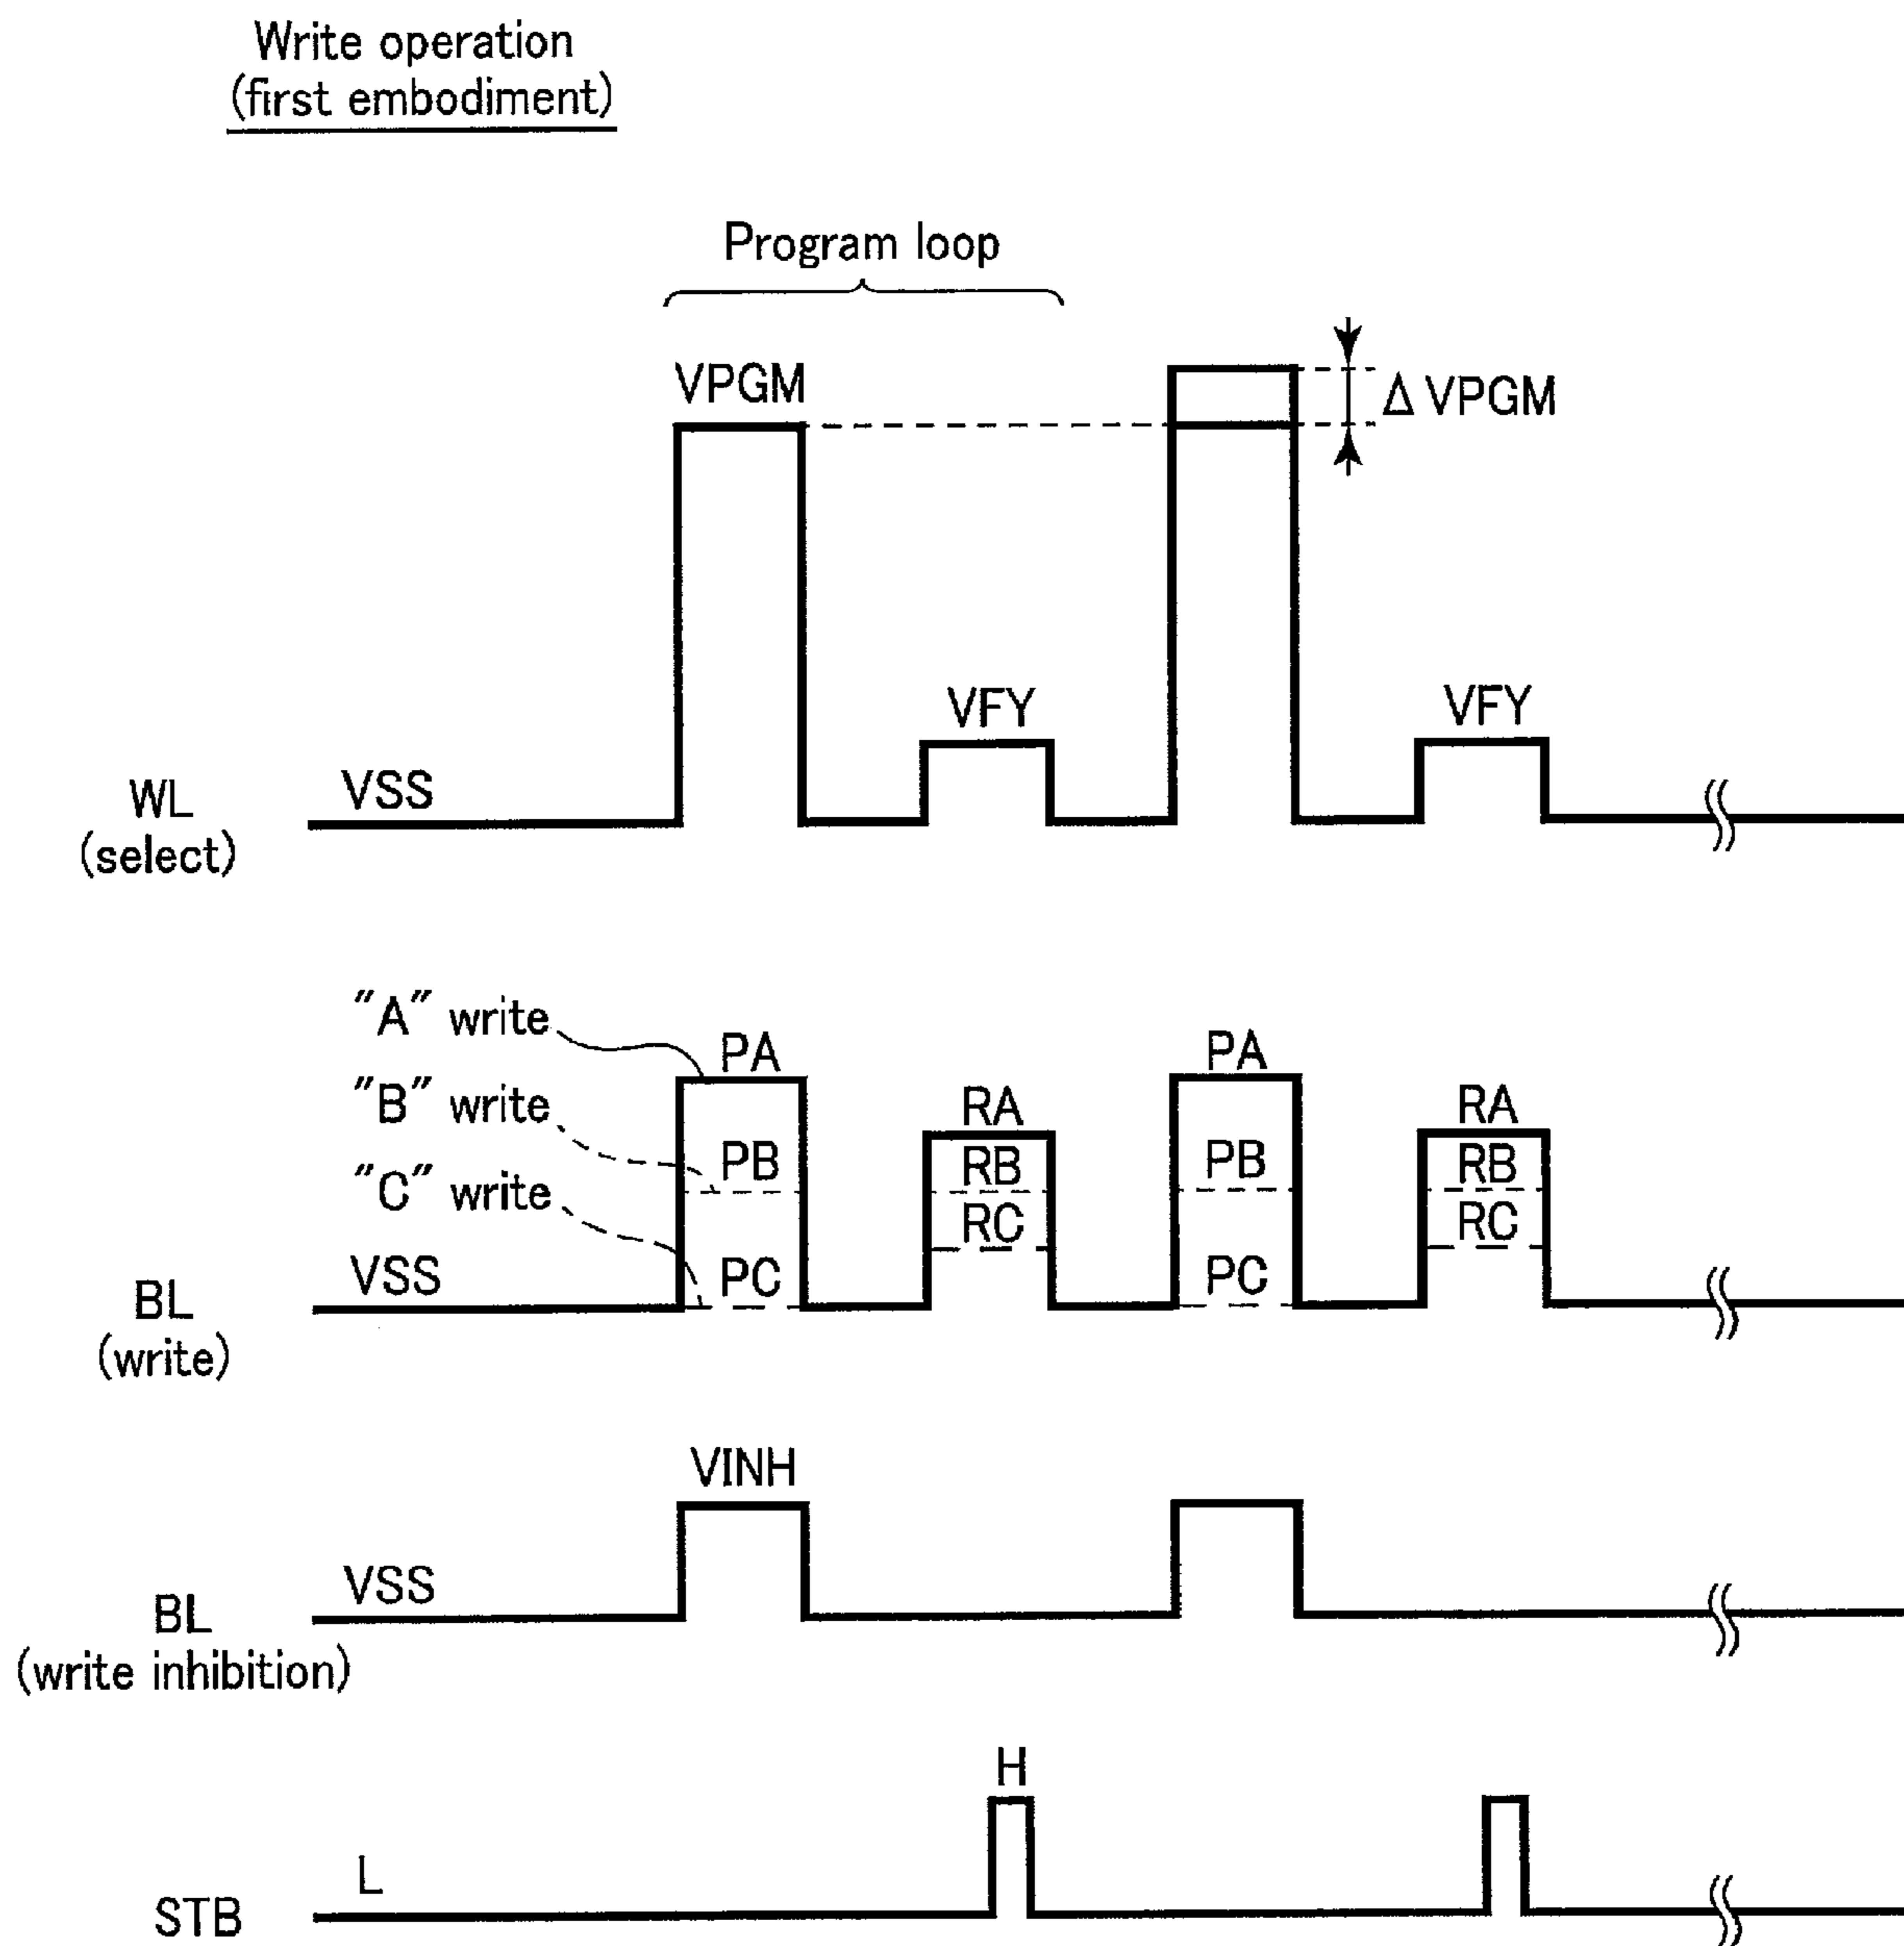 Write operation
(first embodiment)
Program loop
VPGM
Δ VPGM
VFY
VFY
VSS
WL
(select)
"A" write
PA
PA
"B" write
RA
RA
PB
RB
PB
RB
"C" write
RC
RC
VSS
PC
PC
BL
(write)
VINH
VSS
BL
(write inhibition)
H
L
STB